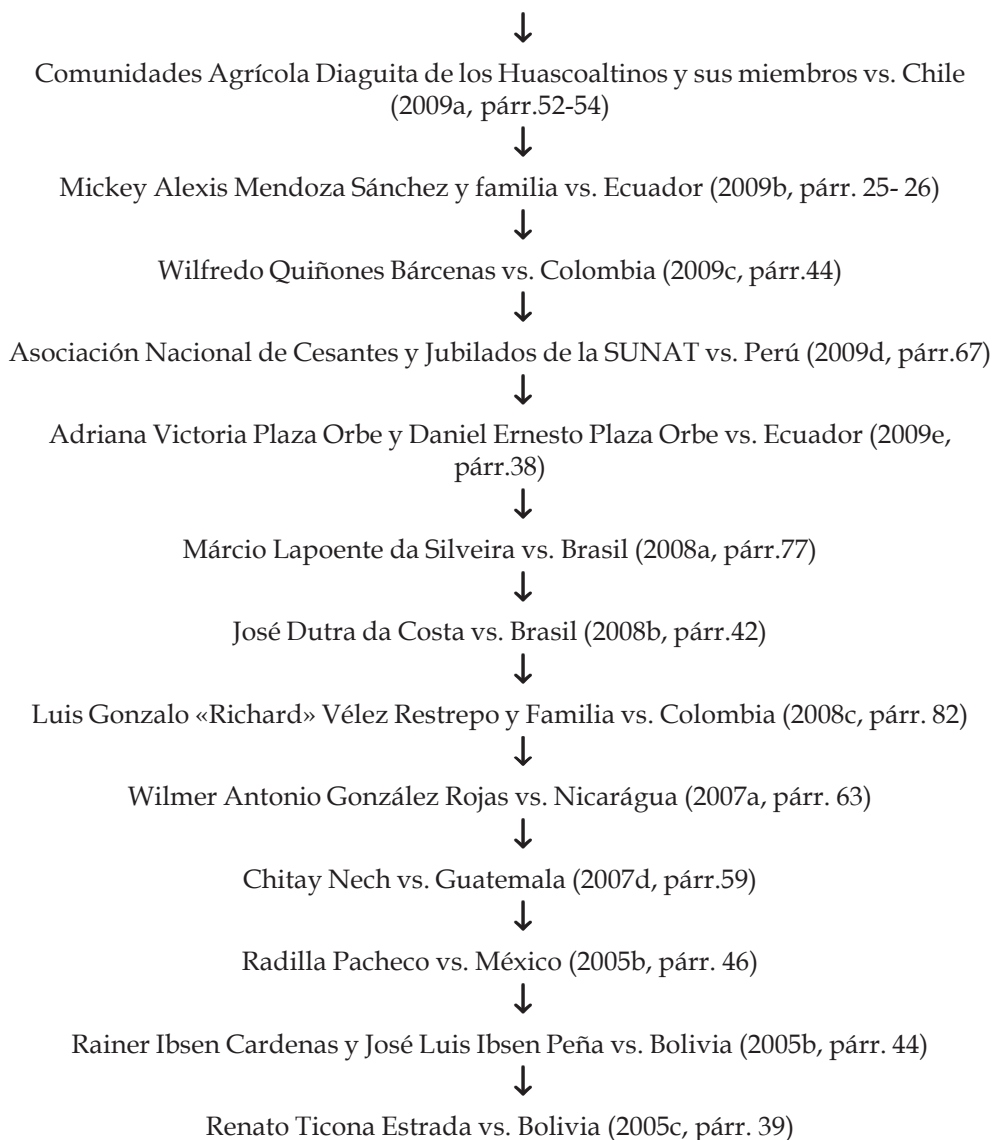 ↓
Comunidades Agrícola Diaguita de los Huascoaltinos y sus miembros vs. Chile
(2009a, párr.52-54)
↓
Mickey Alexis Mendoza Sánchez y familia vs. Ecuador (2009b, párr. 25- 26)
↓
Wilfredo Quiñones Bárcenas vs. Colombia (2009c, párr.44)
↓
Asociación Nacional de Cesantes y Jubilados de la SUNAT vs. Perú (2009d, párr.67)
↓
Adriana Victoria Plaza Orbe y Daniel Ernesto Plaza Orbe vs. Ecuador (2009e,
párr.38)
↓
Márcio Lapoente da Silveira vs. Brasil (2008a, párr.77)
↓
José Dutra da Costa vs. Brasil (2008b, párr.42)
↓
Luis Gonzalo «Richard» Vélez Restrepo y Familia vs. Colombia (2008c, párr. 82)
↓
Wilmer Antonio González Rojas vs. Nicarágua (2007a, párr. 63)
↓
Chitay Nech vs. Guatemala (2007d, párr.59)
↓
Radilla Pacheco vs. México (2005b, párr. 46)
↓
Rainer Ibsen Cardenas y José Luis Ibsen Peña vs. Bolivia (2005b, párr. 44)
↓
Renato Ticona Estrada vs. Bolivia (2005c, párr. 39)